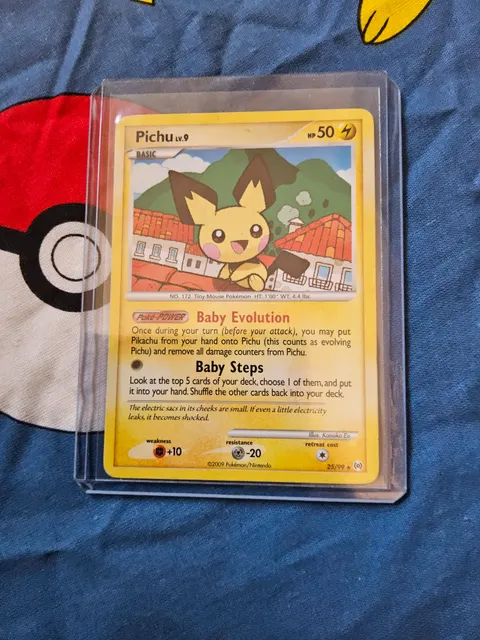 Pichu LV.9 HP 50
BASIC
NO. 172 Tiny Mouse Pokémon HT: 1'00" WT: 4.4 lbs.
Poké-POWER Baby Evolution
Once during your turn (before your attack), you may put
Pikachu from your hand onto Pichu (this counts as evolving
Pichu) and remove all damage counters from Pichu.
Baby Steps
Look at the top 5 cards of your deck, choose 1 of them, and put
it into your hand. Shuffle the other cards back into your deck.
The electric sacs in its cheeks are small. If even a little electricity
leaks, it becomes shocked.
Illus. Kanako Eo
weakness resistance retreat cost
+10 -20
©2009 Pokémon/Nintendo 25/99 ★